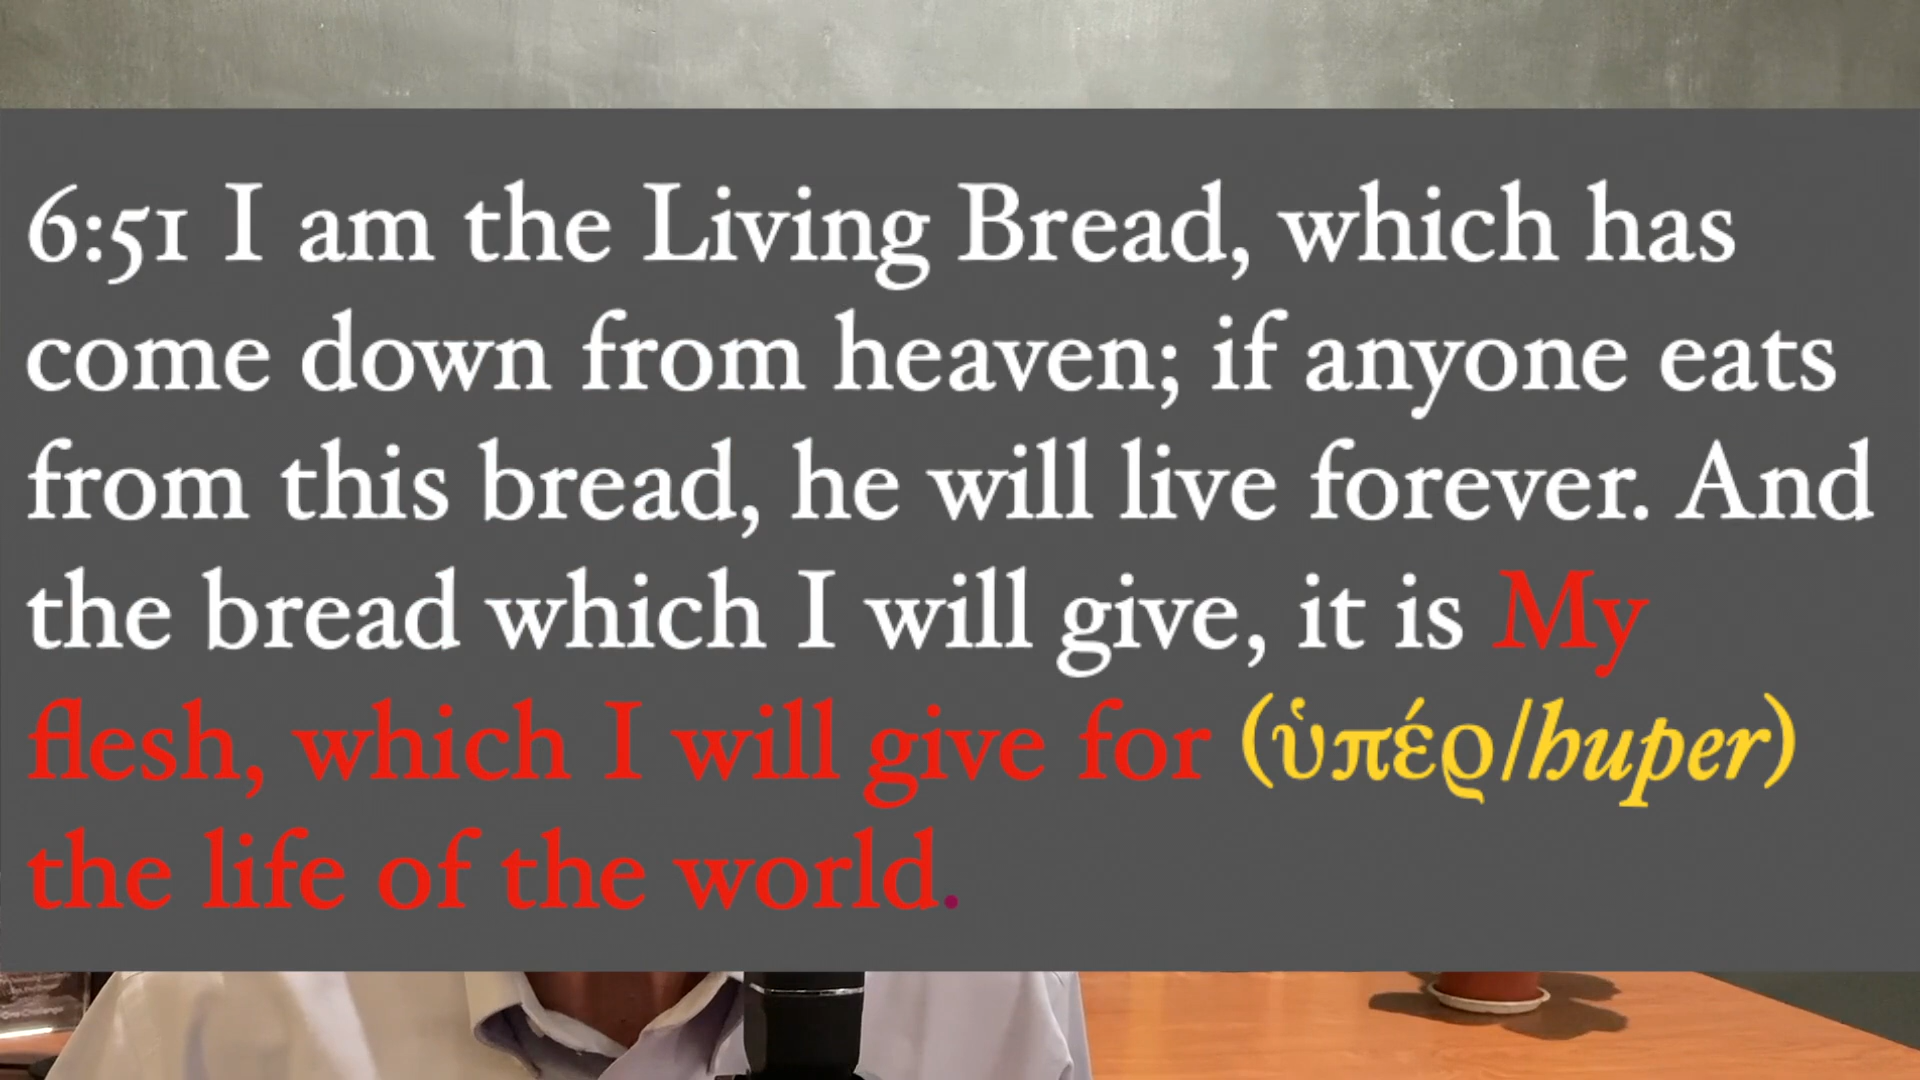 6:51 I am the Living Bread, which has
come down from heaven; if anyone eats
from this bread, he will live forever. And
the bread which I will give, it is My
flesh, which I will give for (ὑπέρ/huper)
the life of the world.